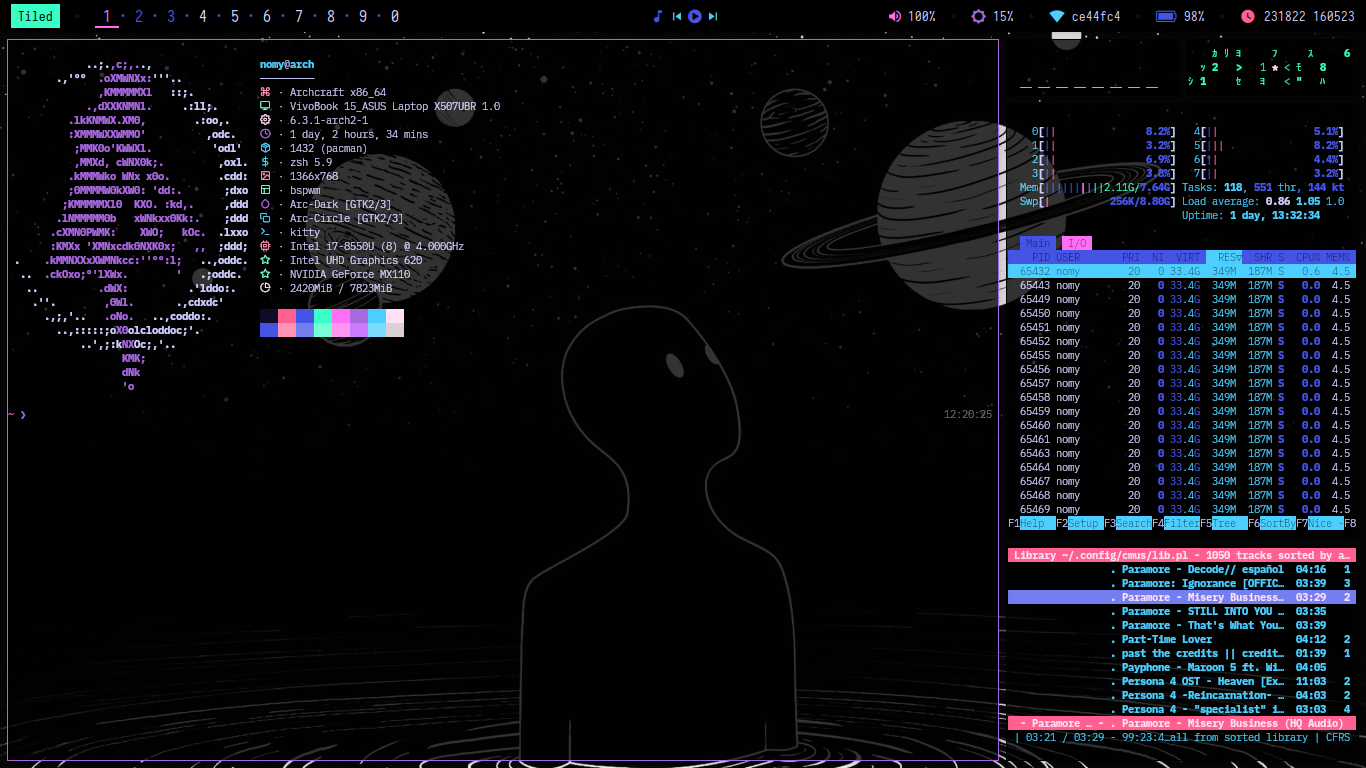 Tiled 1 · 2 · 3 · 4 · 5 · 6 · 7 · 8 · 9 · 0 100% 15% ce44fc4 98% 231822 160523
nomy@arch
· Archcraft x86_64
· VivoBook 15_ASUS Laptop X507UBR 1.0
· 6.3.1-arch2-1
· 1 day, 2 hours, 34 mins
· 1432 (pacman)
· zsh 5.9
· 1366x768
· bspwm
· Arc-Dark [GTK2/3]
· Arc-Circle [GTK2/3]
· kitty
· Intel i7-8550U (8) @ 4.000GHz
· Intel UHD Graphics 620
· NVIDIA GeForce MX110
· 2420MiB / 7823MiB
~ ❯ 12:20:25
カ リ ヨ フ ス 6
ッ 2 > 1 * < モ 8
シ 1 セ ヨ < " ハ
0[|| 8.2%] 4[|| 5.1%]
1[|| 3.2%] 5[||| 8.2%]
2[|| 6.9%] 6[|| 4.4%]
3[|| 3.8%] 7[|| 3.2%]
Mem[||||||||||2.11G/7.64G] Tasks: 118, 551 thr, 144 kt
Swp[| 256K/8.80G] Load average: 0.86 1.05 1.0
Uptime: 1 day, 13:32:34
Main I/O
PID USER PRI NI VIRT RES▽ SHR S CPU% MEM%
65432 nomy 20 0 33.4G 349M 187M S 0.6 4.5
65443 nomy 20 0 33.4G 349M 187M S 0.0 4.5
65449 nomy 20 0 33.4G 349M 187M S 0.0 4.5
65450 nomy 20 0 33.4G 349M 187M S 0.0 4.5
65451 nomy 20 0 33.4G 349M 187M S 0.0 4.5
65452 nomy 20 0 33.4G 349M 187M S 0.0 4.5
65455 nomy 20 0 33.4G 349M 187M S 0.0 4.5
65456 nomy 20 0 33.4G 349M 187M S 0.0 4.5
65457 nomy 20 0 33.4G 349M 187M S 0.0 4.5
65458 nomy 20 0 33.4G 349M 187M S 0.0 4.5
65459 nomy 20 0 33.4G 349M 187M S 0.0 4.5
65460 nomy 20 0 33.4G 349M 187M S 0.0 4.5
65461 nomy 20 0 33.4G 349M 187M S 0.0 4.5
65463 nomy 20 0 33.4G 349M 187M S 0.0 4.5
65464 nomy 20 0 33.4G 349M 187M S 0.0 4.5
65467 nomy 20 0 33.4G 349M 187M S 0.0 4.5
65468 nomy 20 0 33.4G 349M 187M S 0.0 4.5
65469 nomy 20 0 33.4G 349M 187M S 0.0 4.5
F1Help F2Setup F3SearchF4FilterF5Tree F6SortByF7Nice -F8
Library ~/.config/cmus/lib.pl - 1050 tracks sorted by a…
. Paramore - Decode// español 04:16 1
. Paramore: Ignorance [OFFIC… 03:39 3
. Paramore - Misery Business… 03:29 2
. Paramore - STILL INTO YOU … 03:35
. Paramore - That's What You… 03:39
. Part-Time Lover 04:12 2
. past the credits || credit… 01:39 1
. Payphone - Maroon 5 ft. Wi… 04:05
. Persona 4 OST - Heaven [Ex… 11:03 2
. Persona 4 -Reincarnation- … 04:03 2
. Persona 4 - "specialist" i… 03:03 4
- Paramore … - . Paramore - Misery Business (HQ Audio)
| 03:21 / 03:29 - 99:23:4…all from sorted library | CFRS